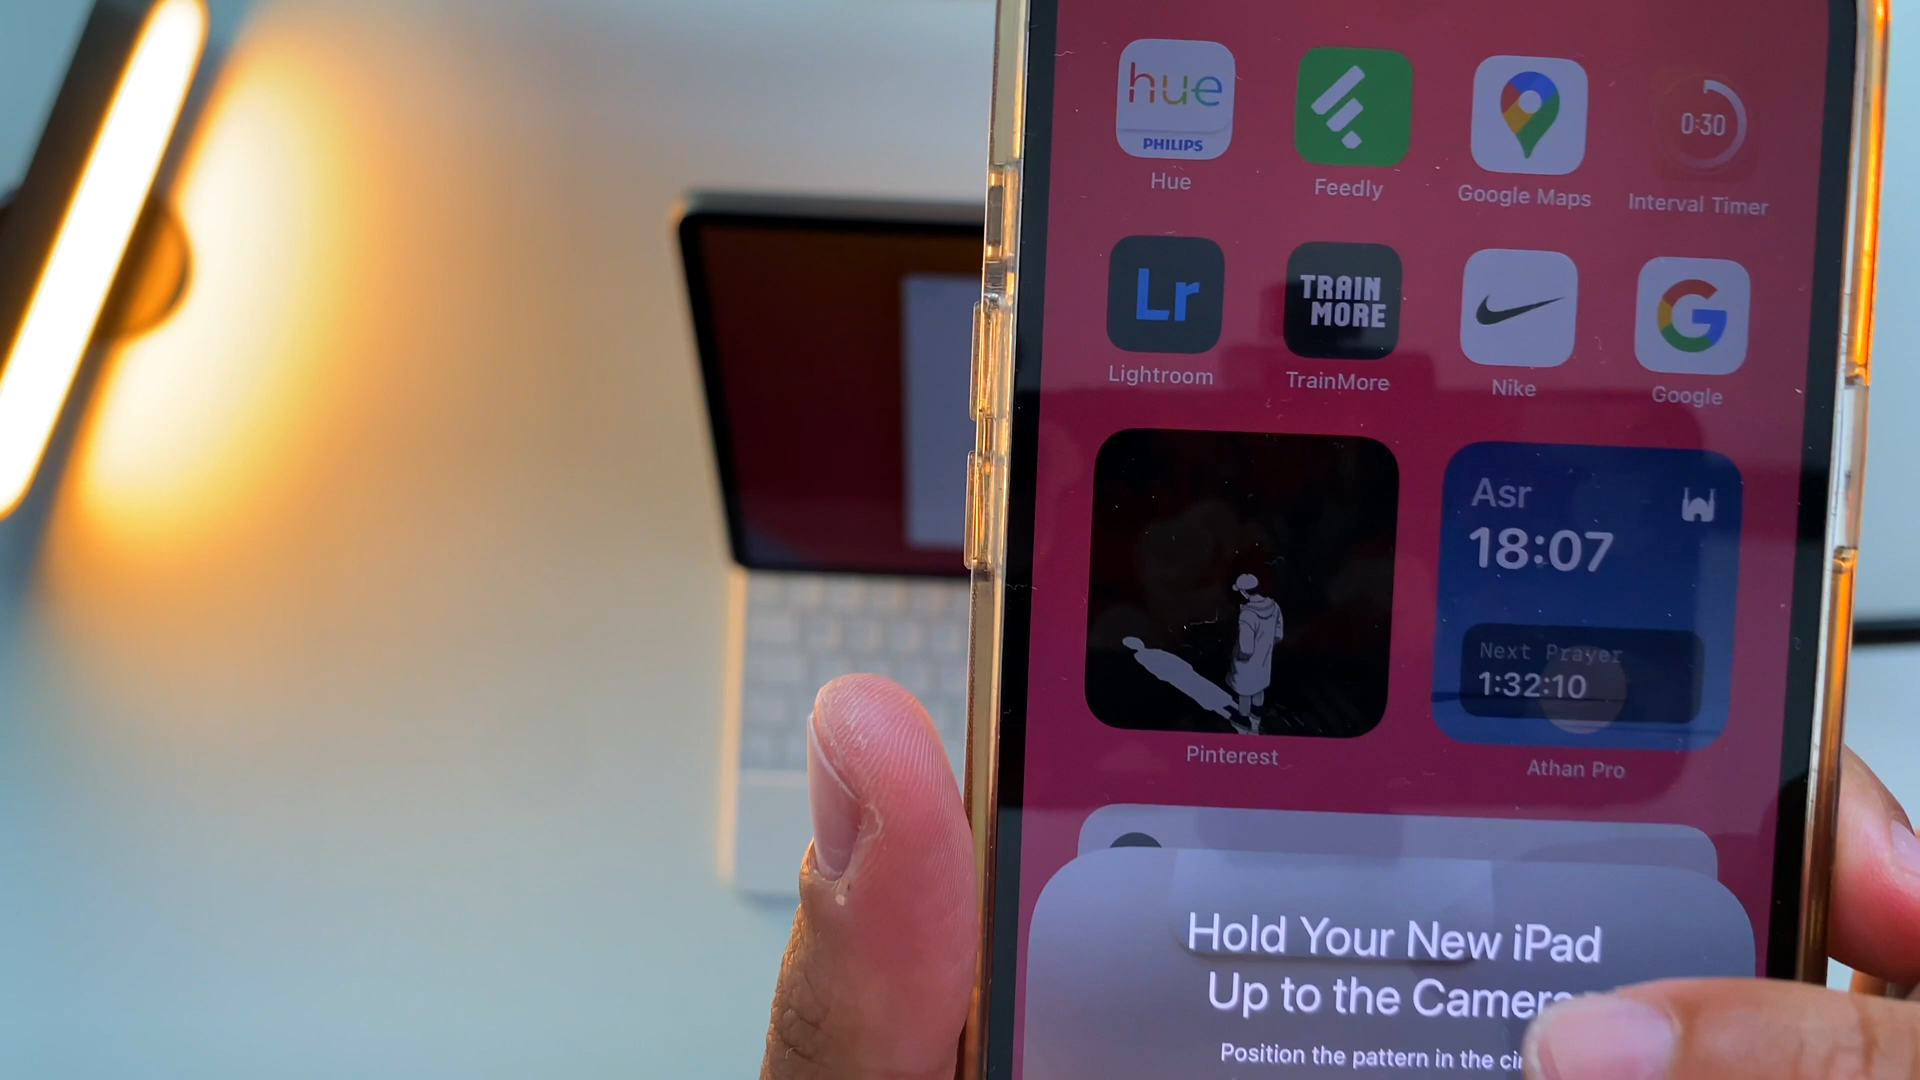 hue
PHILIPS
Hue
Feedly
Google Maps
0:30
Interval Timer
Lr
Lightroom
TRAIN
MORE
TrainMore
Nike
G
Google
Pinterest
Asr
18:07
Next Prayer
1:32:10
Athan Pro
Hold Your New iPad
Up to the Camera
Position the pattern in the